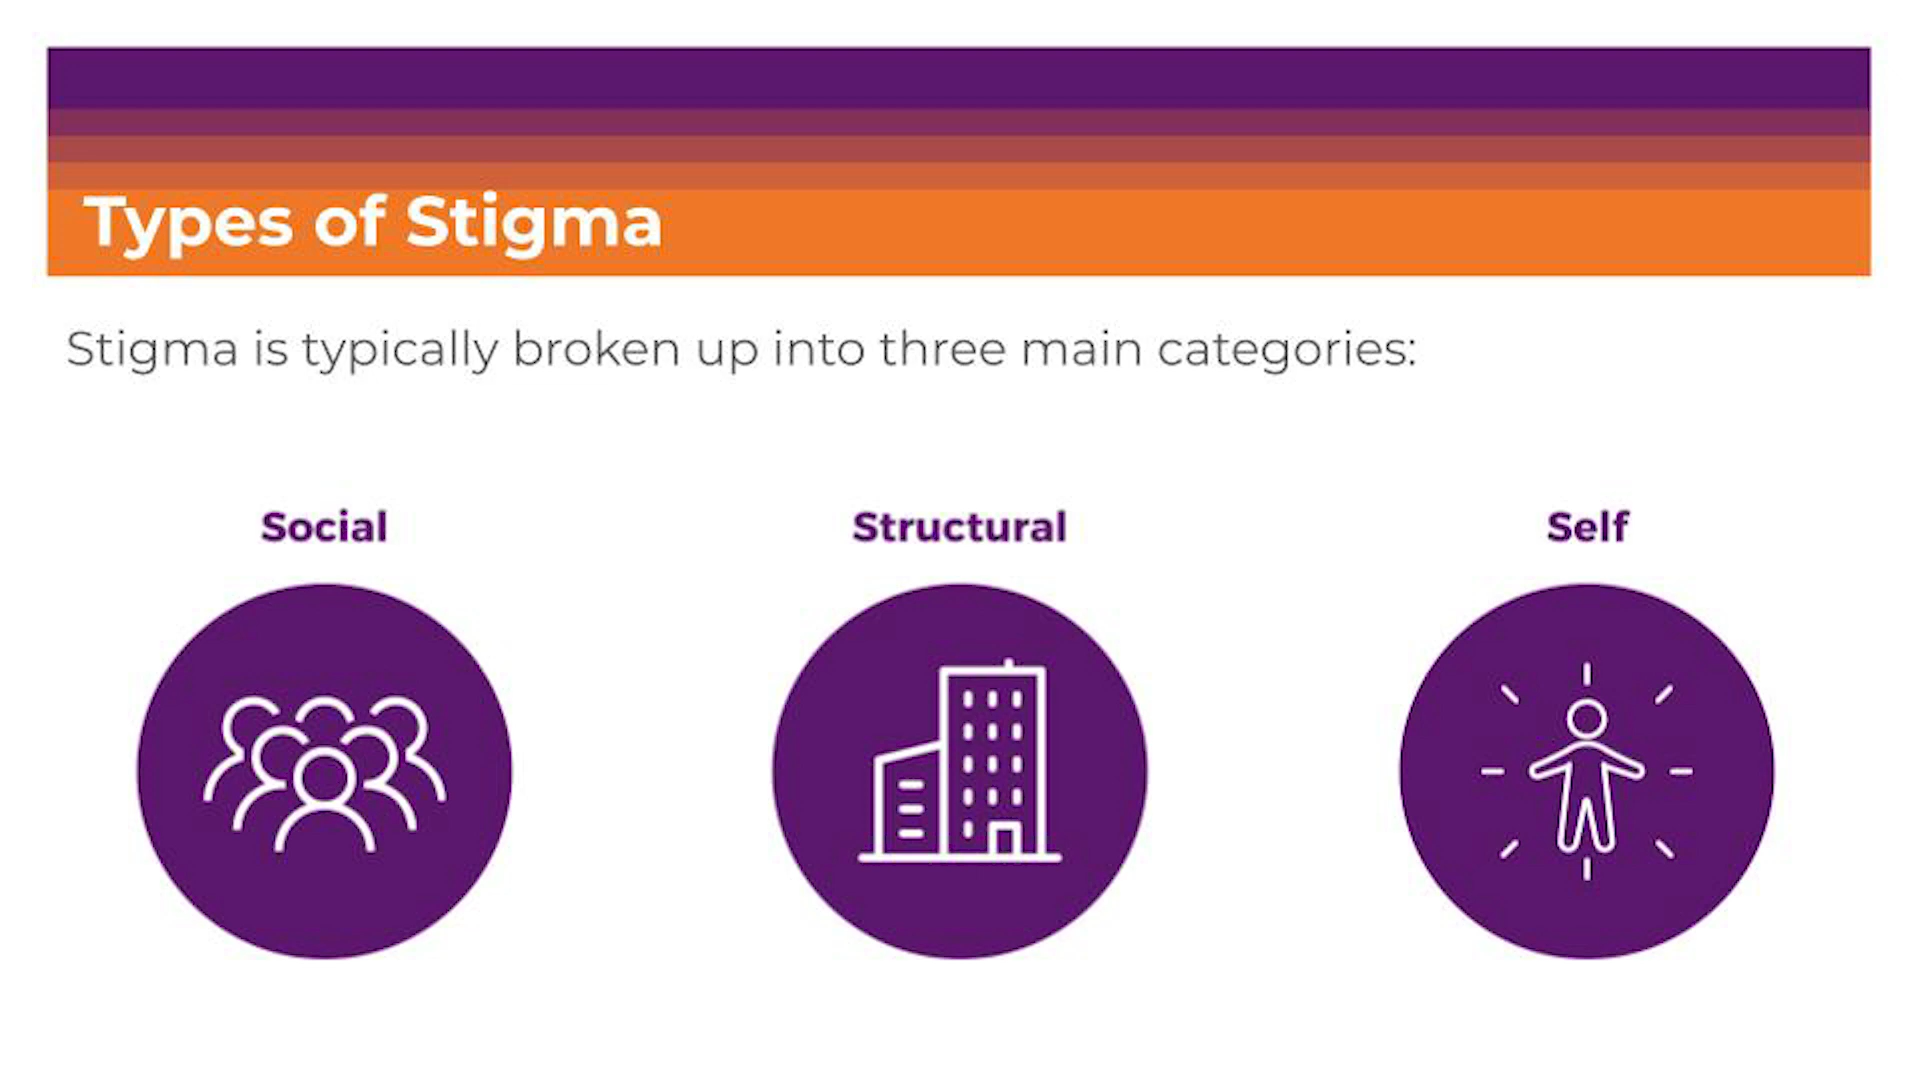 Types of Stigma
Stigma is typically broken up into three main categories:
Social
Structural
Self